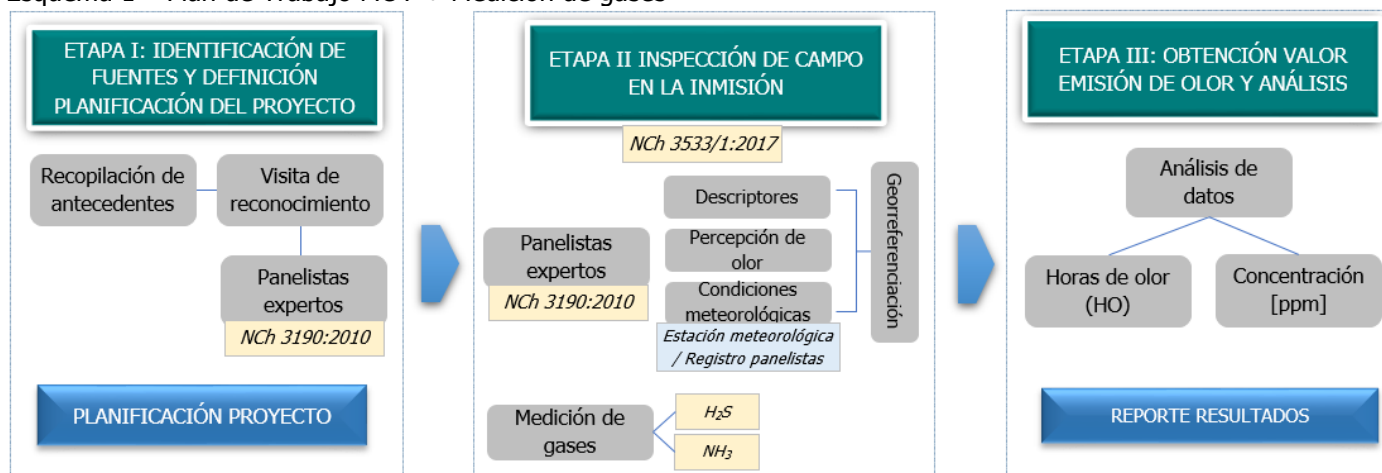 ETAPA I: IDENTIFICACIÓN DE
FUENTES Y DEFINICIÓN
PLANIFICACIÓN DEL PROYECTO
Recopilación de
antecedentes
Visita de
reconocimiento
Panelistas
expertos
NCh 3190:2010
PLANIFICACIÓN PROYECTO
ETAPA II INSPECCIÓN DE CAMPO
EN LA INMISIÓN
NCh 3533/1:2017
Panelistas
expertos
NCh 3190:2010
Descriptores
Percepción de
olor
Condiciones
meteorológicas
Estación meteorológica
/ Registro panelistas
Georreferenciación
Medición de
gases
H₂S
NH₃
ETAPA III: OBTENCIÓN VALOR
EMISIÓN DE OLOR Y ANÁLISIS
Análisis de
datos
Horas de olor
(HO)
Concentración
[ppm]
REPORTE RESULTADOS